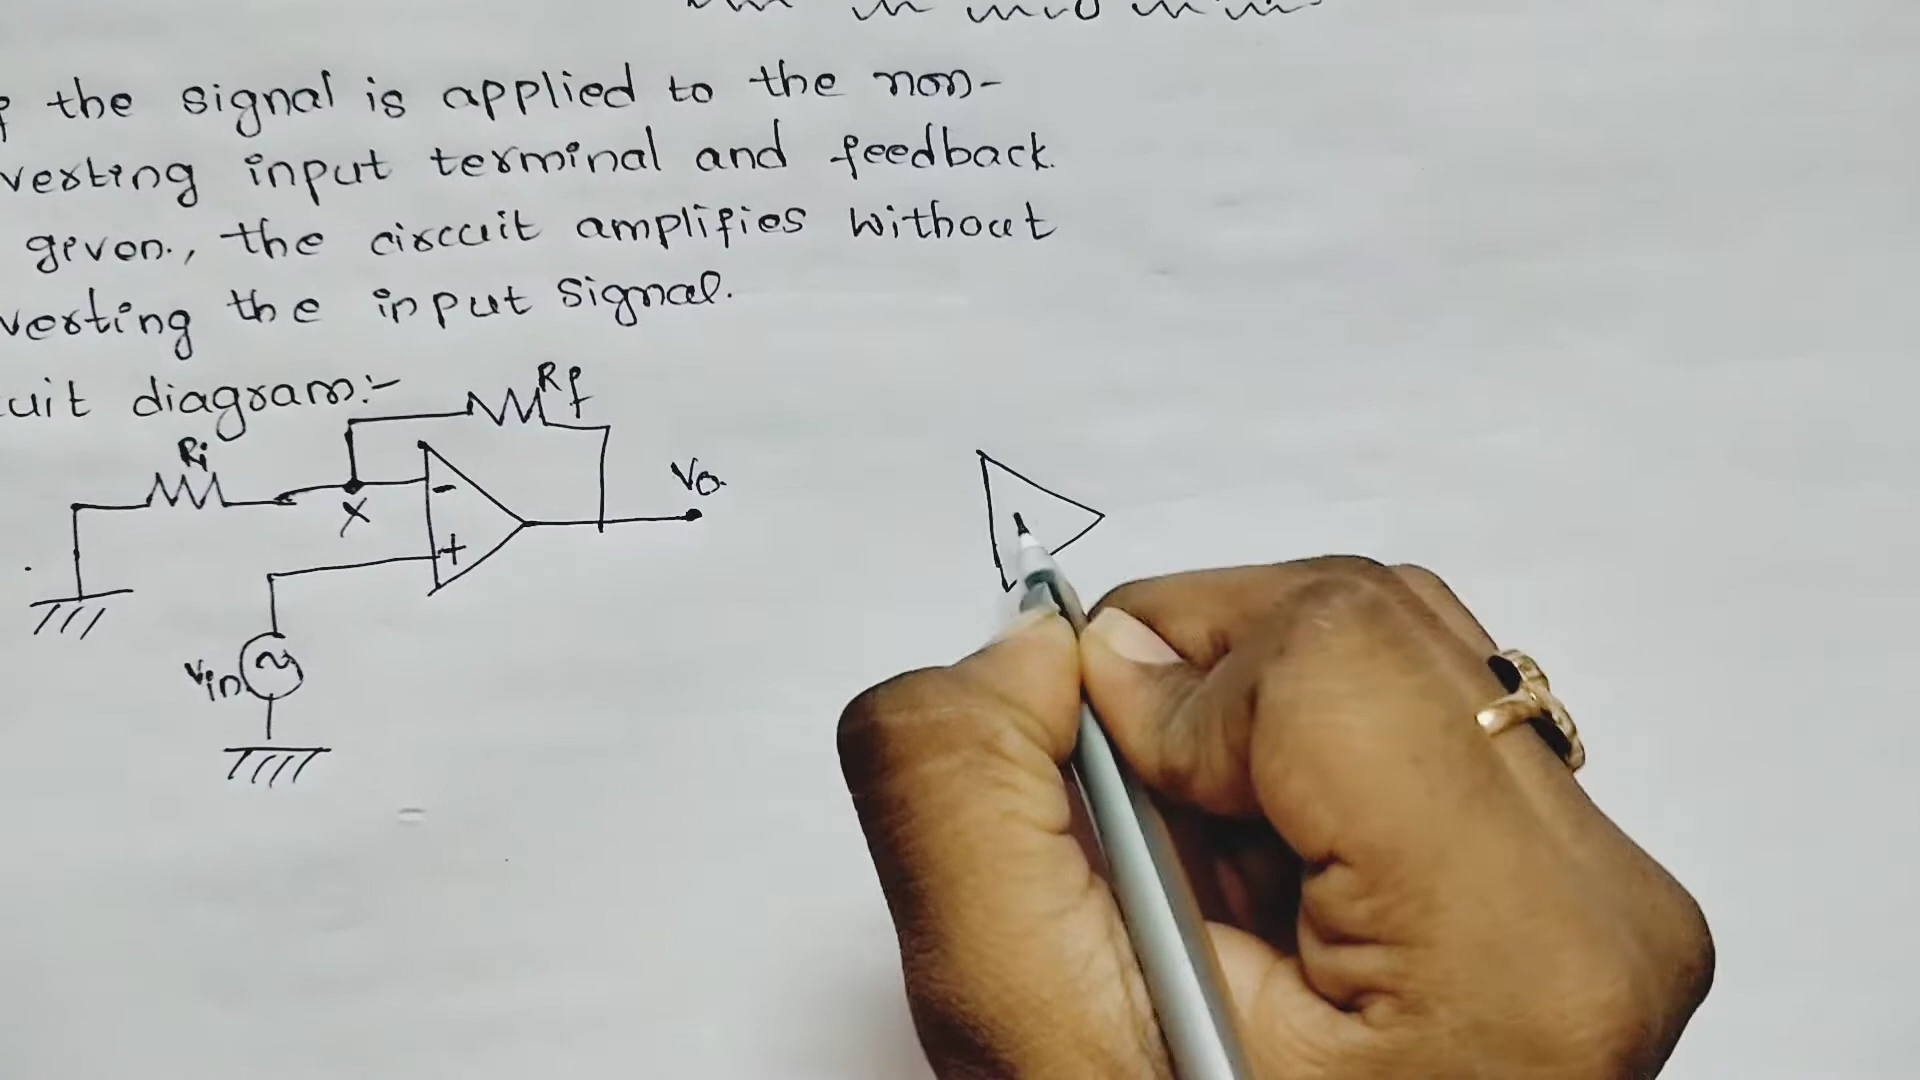 the signal is applied to the non-
verting input terminal and feedback.
given., the circuit amplifies without
verting the input signal.
uit diagram:-
Rf
Ri
Vo.
-
X
+
Vin